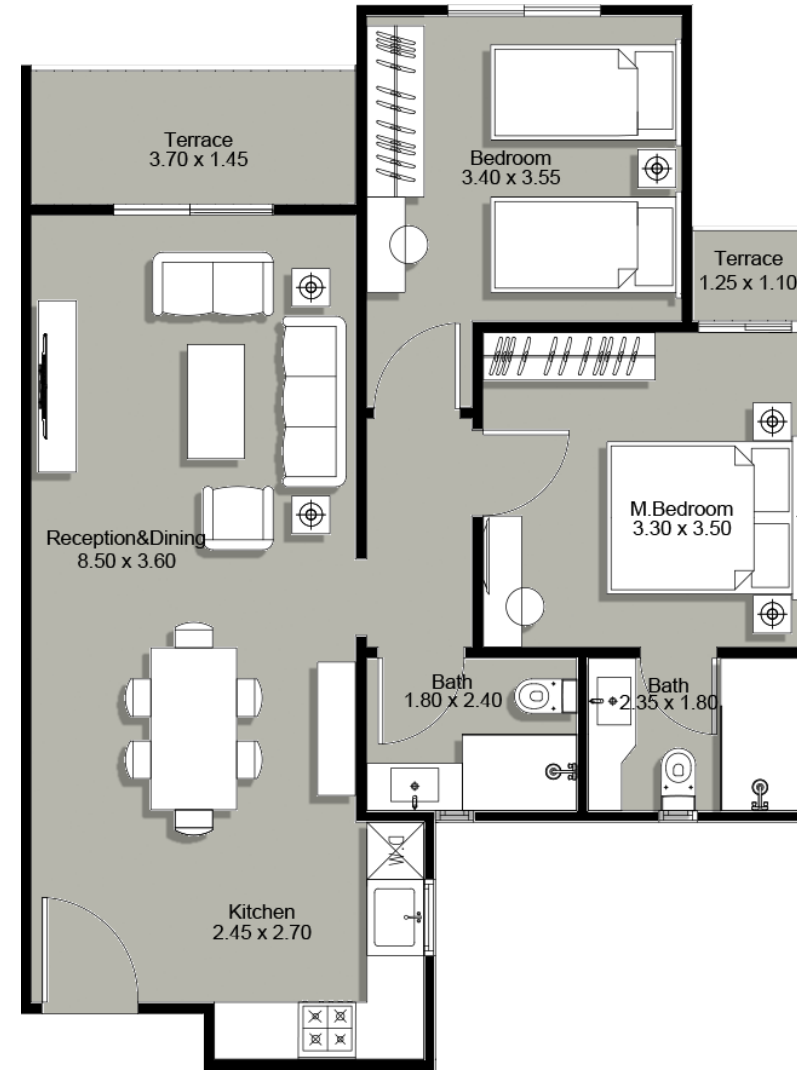 Terrace
3.70 x 1.45
Bedroom
3.40 x 3.55
Terrace
1.25 x 1.10
M.Bedroom
3.30 x 3.50
Reception&Dining
8.50 x 3.60
Bath
1.80 x 2.40
Bath
2.35 x 1.80
D.W
Kitchen
2.45 x 2.70